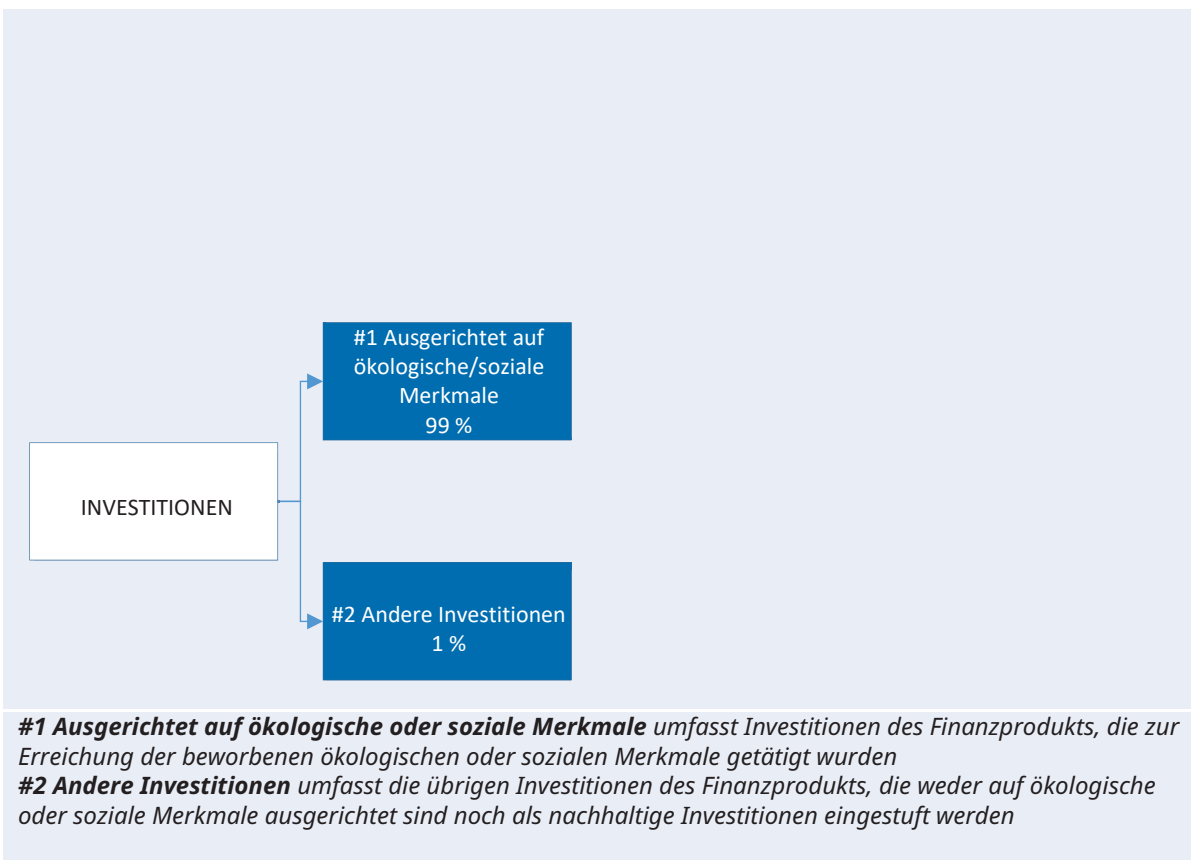 #1 Ausgerichtet auf
ökologische/soziale
Merkmale
99 %
INVESTITIONEN
#2 Andere Investitionen
1 %
#1 Ausgerichtet auf ökologische oder soziale Merkmale umfasst Investitionen des Finanzprodukts, die zur
Erreichung der beworbenen ökologischen oder sozialen Merkmale getätigt wurden
#2 Andere Investitionen umfasst die übrigen Investitionen des Finanzprodukts, die weder auf ökologische
oder soziale Merkmale ausgerichtet sind noch als nachhaltige Investitionen eingestuft werden